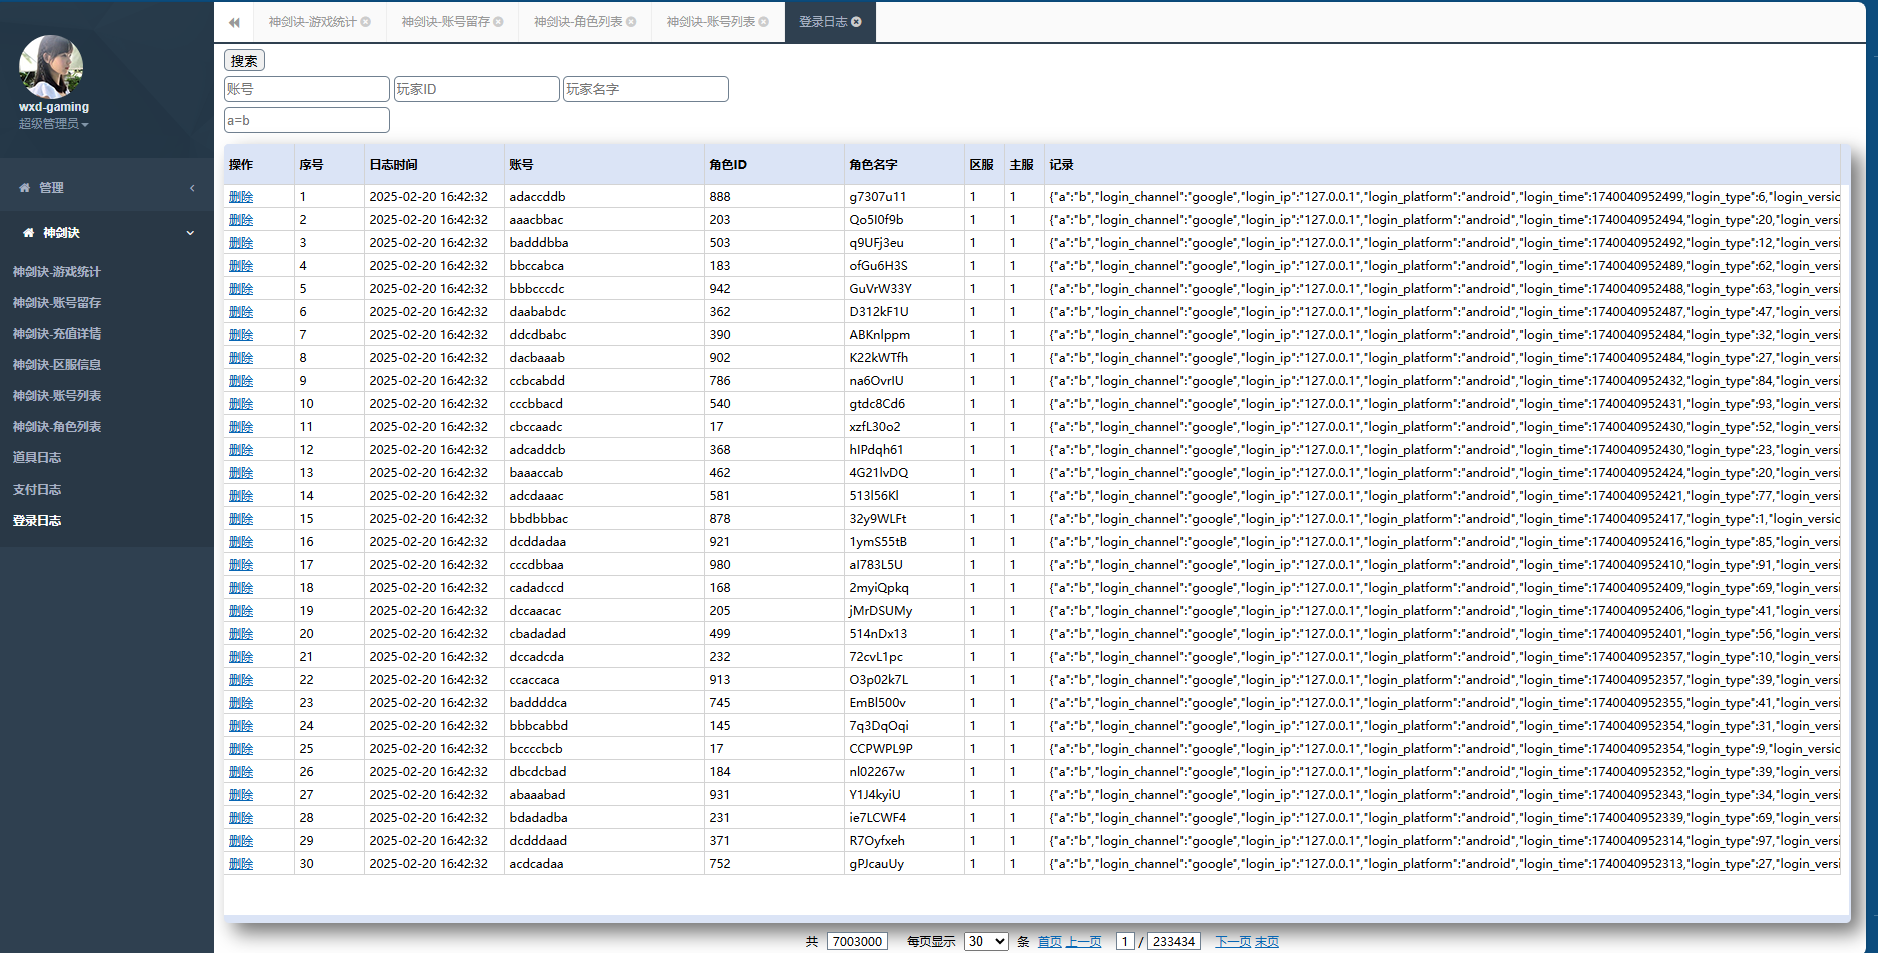 wxd-gaming
超级管理员
管理
神剑诀
神剑诀-游戏统计
神剑诀-账号留存
神剑诀-充值详情
神剑诀-区服信息
神剑诀-账号列表
神剑诀-角色列表
道具日志
支付日志
登录日志
神剑诀-游戏统计 神剑诀-账号留存 神剑诀-角色列表 神剑诀-账号列表 登录日志
搜索
账号 玩家ID 玩家名字
a=b
操作 序号 日志时间 账号 角色ID 角色名字 区服 主服 记录
删除 1 2025-02-20 16:42:32 adaccddb 888 g7307u11 1 1 {"a":"b","login_channel":"google","login_ip":"127.0.0.1","login_platform":"android","login_time":1740040952499,"login_type":6,"login_versic
删除 2 2025-02-20 16:42:32 aaacbbac 203 Qo5I0f9b 1 1 {"a":"b","login_channel":"google","login_ip":"127.0.0.1","login_platform":"android","login_time":1740040952494,"login_type":20,"login_versi
删除 3 2025-02-20 16:42:32 badddbba 503 q9UFj3eu 1 1 {"a":"b","login_channel":"google","login_ip":"127.0.0.1","login_platform":"android","login_time":1740040952492,"login_type":12,"login_versi
删除 4 2025-02-20 16:42:32 bbccabca 183 ofGu6H3S 1 1 {"a":"b","login_channel":"google","login_ip":"127.0.0.1","login_platform":"android","login_time":1740040952489,"login_type":62,"login_versi
删除 5 2025-02-20 16:42:32 bbbcccdc 942 GuVrW33Y 1 1 {"a":"b","login_channel":"google","login_ip":"127.0.0.1","login_platform":"android","login_time":1740040952488,"login_type":63,"login_versi
删除 6 2025-02-20 16:42:32 daababdc 362 D312kF1U 1 1 {"a":"b","login_channel":"google","login_ip":"127.0.0.1","login_platform":"android","login_time":1740040952487,"login_type":47,"login_versi
删除 7 2025-02-20 16:42:32 ddcdbabc 390 ABKnlppm 1 1 {"a":"b","login_channel":"google","login_ip":"127.0.0.1","login_platform":"android","login_time":1740040952484,"login_type":32,"login_versi
删除 8 2025-02-20 16:42:32 dacbaaab 902 K22kWTfh 1 1 {"a":"b","login_channel":"google","login_ip":"127.0.0.1","login_platform":"android","login_time":1740040952484,"login_type":27,"login_versi
删除 9 2025-02-20 16:42:32 ccbcabdd 786 na6OvrIU 1 1 {"a":"b","login_channel":"google","login_ip":"127.0.0.1","login_platform":"android","login_time":1740040952432,"login_type":84,"login_versi
删除 10 2025-02-20 16:42:32 cccbbacd 540 gtdc8Cd6 1 1 {"a":"b","login_channel":"google","login_ip":"127.0.0.1","login_platform":"android","login_time":1740040952431,"login_type":93,"login_versi
删除 11 2025-02-20 16:42:32 cbccaadc 17 xzfL30o2 1 1 {"a":"b","login_channel":"google","login_ip":"127.0.0.1","login_platform":"android","login_time":1740040952430,"login_type":52,"login_versi
删除 12 2025-02-20 16:42:32 adcaddcb 368 hIPdqh61 1 1 {"a":"b","login_channel":"google","login_ip":"127.0.0.1","login_platform":"android","login_time":1740040952430,"login_type":23,"login_versi
删除 13 2025-02-20 16:42:32 baaaccab 462 4G21lvDQ 1 1 {"a":"b","login_channel":"google","login_ip":"127.0.0.1","login_platform":"android","login_time":1740040952424,"login_type":20,"login_versi
删除 14 2025-02-20 16:42:32 adcdaaac 581 513l56Kl 1 1 {"a":"b","login_channel":"google","login_ip":"127.0.0.1","login_platform":"android","login_time":1740040952421,"login_type":77,"login_versi
删除 15 2025-02-20 16:42:32 bbdbbbac 878 32y9WLFt 1 1 {"a":"b","login_channel":"google","login_ip":"127.0.0.1","login_platform":"android","login_time":1740040952417,"login_type":1,"login_versic
删除 16 2025-02-20 16:42:32 dcddadaa 921 1ymS55tB 1 1 {"a":"b","login_channel":"google","login_ip":"127.0.0.1","login_platform":"android","login_time":1740040952416,"login_type":85,"login_versi
删除 17 2025-02-20 16:42:32 cccdbbaa 980 aI783L5U 1 1 {"a":"b","login_channel":"google","login_ip":"127.0.0.1","login_platform":"android","login_time":1740040952410,"login_type":91,"login_versi
删除 18 2025-02-20 16:42:32 cadadccd 168 2myiQpkq 1 1 {"a":"b","login_channel":"google","login_ip":"127.0.0.1","login_platform":"android","login_time":1740040952409,"login_type":69,"login_versi
删除 19 2025-02-20 16:42:32 dccaacac 205 jMrDSUMy 1 1 {"a":"b","login_channel":"google","login_ip":"127.0.0.1","login_platform":"android","login_time":1740040952406,"login_type":41,"login_versi
删除 20 2025-02-20 16:42:32 cbadadad 499 514nDx13 1 1 {"a":"b","login_channel":"google","login_ip":"127.0.0.1","login_platform":"android","login_time":1740040952401,"login_type":56,"login_versi
删除 21 2025-02-20 16:42:32 dccadcda 232 72cvL1pc 1 1 {"a":"b","login_channel":"google","login_ip":"127.0.0.1","login_platform":"android","login_time":1740040952357,"login_type":10,"login_versi
删除 22 2025-02-20 16:42:32 ccaccaca 913 O3p02k7L 1 1 {"a":"b","login_channel":"google","login_ip":"127.0.0.1","login_platform":"android","login_time":1740040952357,"login_type":39,"login_versi
删除 23 2025-02-20 16:42:32 baddddca 745 EmBl500v 1 1 {"a":"b","login_channel":"google","login_ip":"127.0.0.1","login_platform":"android","login_time":1740040952355,"login_type":41,"login_versi
删除 24 2025-02-20 16:42:32 bbbcabbd 145 7q3DqOqi 1 1 {"a":"b","login_channel":"google","login_ip":"127.0.0.1","login_platform":"android","login_time":1740040952354,"login_type":31,"login_versi
删除 25 2025-02-20 16:42:32 bccccbcb 17 CCPWPL9P 1 1 {"a":"b","login_channel":"google","login_ip":"127.0.0.1","login_platform":"android","login_time":1740040952354,"login_type":9,"login_versic
删除 26 2025-02-20 16:42:32 dbcdcbad 184 nl02267w 1 1 {"a":"b","login_channel":"google","login_ip":"127.0.0.1","login_platform":"android","login_time":1740040952352,"login_type":39,"login_versi
删除 27 2025-02-20 16:42:32 abaaabad 931 Y1J4kyiU 1 1 {"a":"b","login_channel":"google","login_ip":"127.0.0.1","login_platform":"android","login_time":1740040952343,"login_type":34,"login_versi
删除 28 2025-02-20 16:42:32 bdadadba 231 ie7LCWF4 1 1 {"a":"b","login_channel":"google","login_ip":"127.0.0.1","login_platform":"android","login_time":1740040952339,"login_type":69,"login_versi
删除 29 2025-02-20 16:42:32 dcdddaad 371 R7Oyfxeh 1 1 {"a":"b","login_channel":"google","login_ip":"127.0.0.1","login_platform":"android","login_time":1740040952314,"login_type":97,"login_versi
删除 30 2025-02-20 16:42:32 acdcadaa 752 gPJcauUy 1 1 {"a":"b","login_channel":"google","login_ip":"127.0.0.1","login_platform":"android","login_time":1740040952313,"login_type":27,"login_versi
共 7003000 每页显示 30 条 首页 上一页 1 / 233434 下一页 末页